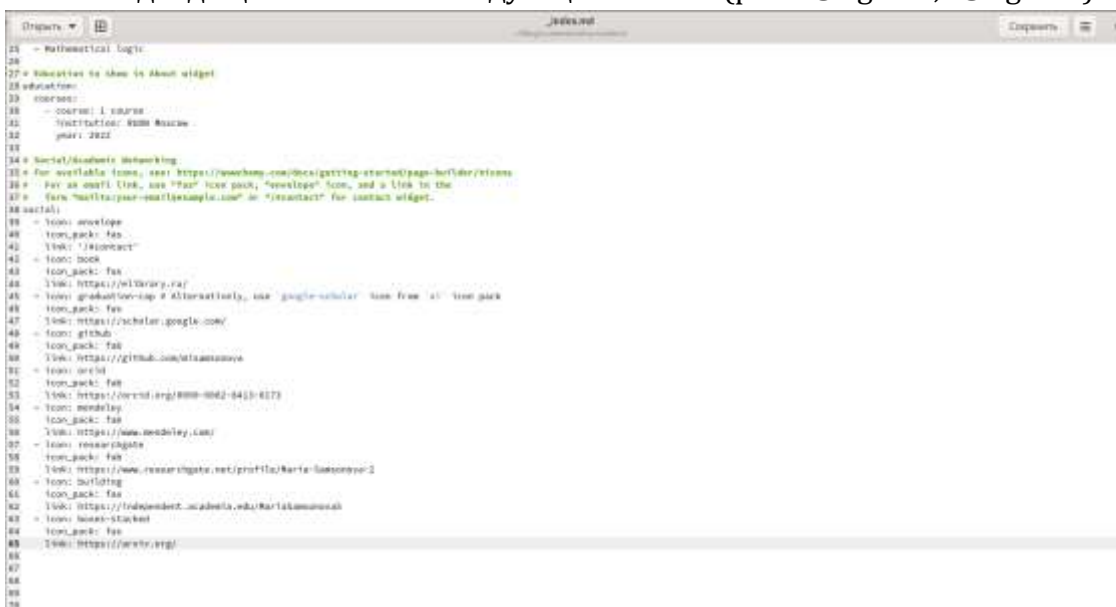 Открыть
_index.md
Сохранить
25 - Mathematical logic
26
27 # Education to show in About widget
28 education:
29 courses:
30 - course: 1 course
31 institution: RUDN Moscow
32 year: 2022
33
34 # Social/Academic Networking
35 # For available icons, see: https://wowchemy.com/docs/getting-started/page-builder/#icons
36 # For an email link, use "fas" icon pack, "envelope" icon, and a link in the
37 # form "mailto:your-email@example.com" or "/#contact" for contact widget.
38 social:
39 - icon: envelope
40 icon_pack: fas
41 link: '/#contact'
42 - icon: book
43 icon_pack: fas
44 link: https://elibrary.ru/
45 - icon: graduation-cap # Alternatively, use `google-scholar` icon from `ai` icon pack
46 icon_pack: fas
47 link: https://scholar.google.com/
48 - icon: github
49 icon_pack: fab
50 link: https://github.com/misamsonova
51 - icon: orcid
52 icon_pack: fab
53 link:
54 - icon: mendeley
55 icon_pack: fab
56 link: https://www.mendeley.com/
57 - icon: researchgate
58 icon_pack: fab
59 link: https://www.researchgate.net/profile/Maria-Samsonova-2
60 - icon: building
61 icon_pack: fas
62 link:
63 - icon: boxes-stacked
64 icon_pack: fas
65 link: https://arxiv.org/
66
67
68
69
70